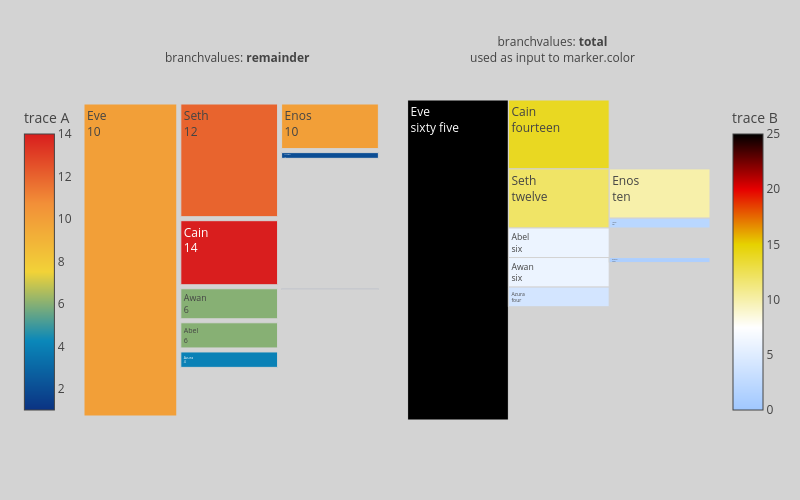 branchvalues: remainder
branchvalues: total
used as input to marker.color
trace A
14
12
10
8
6
4
2
Eve
10
Seth
12
Cain
14
Awan
6
Abel
6
Enos
10
Eve
sixty five
Cain
fourteen
Seth
twelve
Abel
six
Awan
six
Azura
four
Enos
ten
trace B
25
20
15
10
5
0